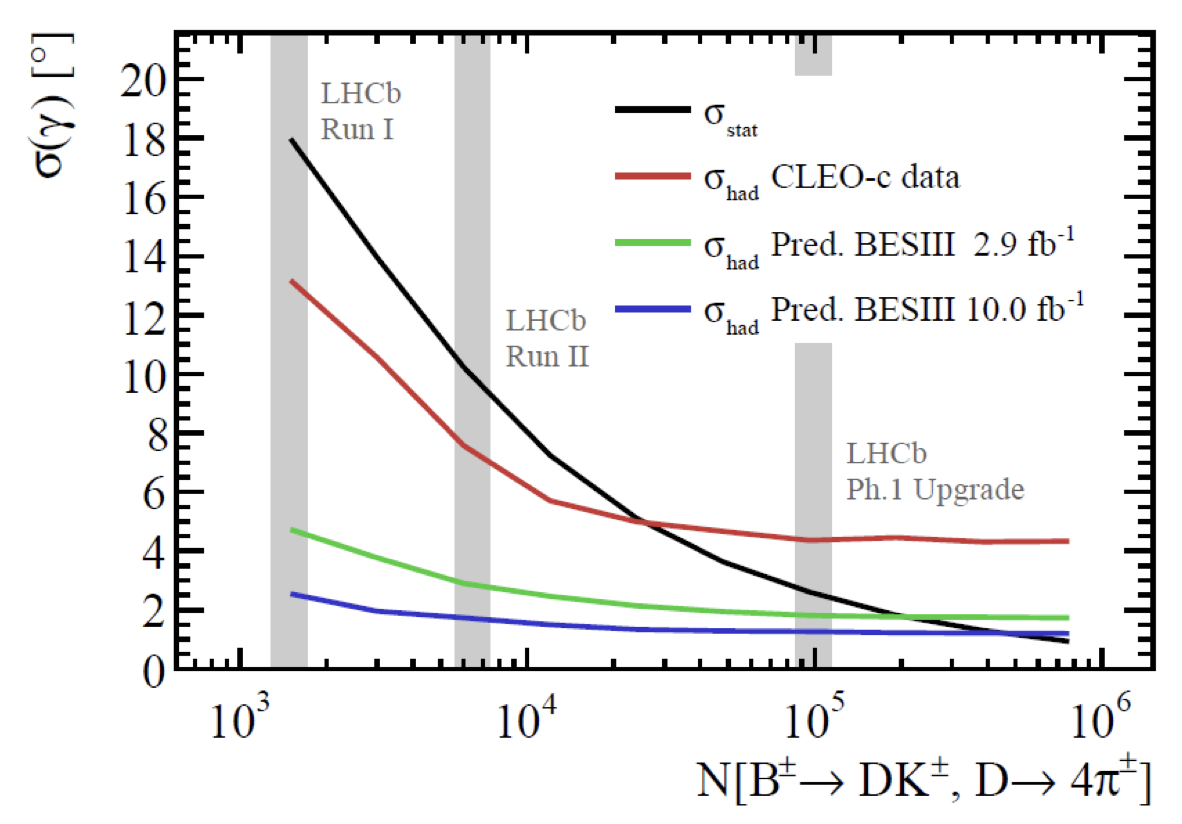 σ(γ) [°]
20
18
16
14
12
10
8
6
4
2
0
LHCb
Run I
LHCb
Run II
LHCb
Ph.1 Upgrade
σstat
σhad CLEO-c data
σhad Pred. BESIII 2.9 fb⁻¹
σhad Pred. BESIII 10.0 fb⁻¹
10³ 10⁴ 10⁵ 10⁶
N[B±→ DK±, D→ 4π±]